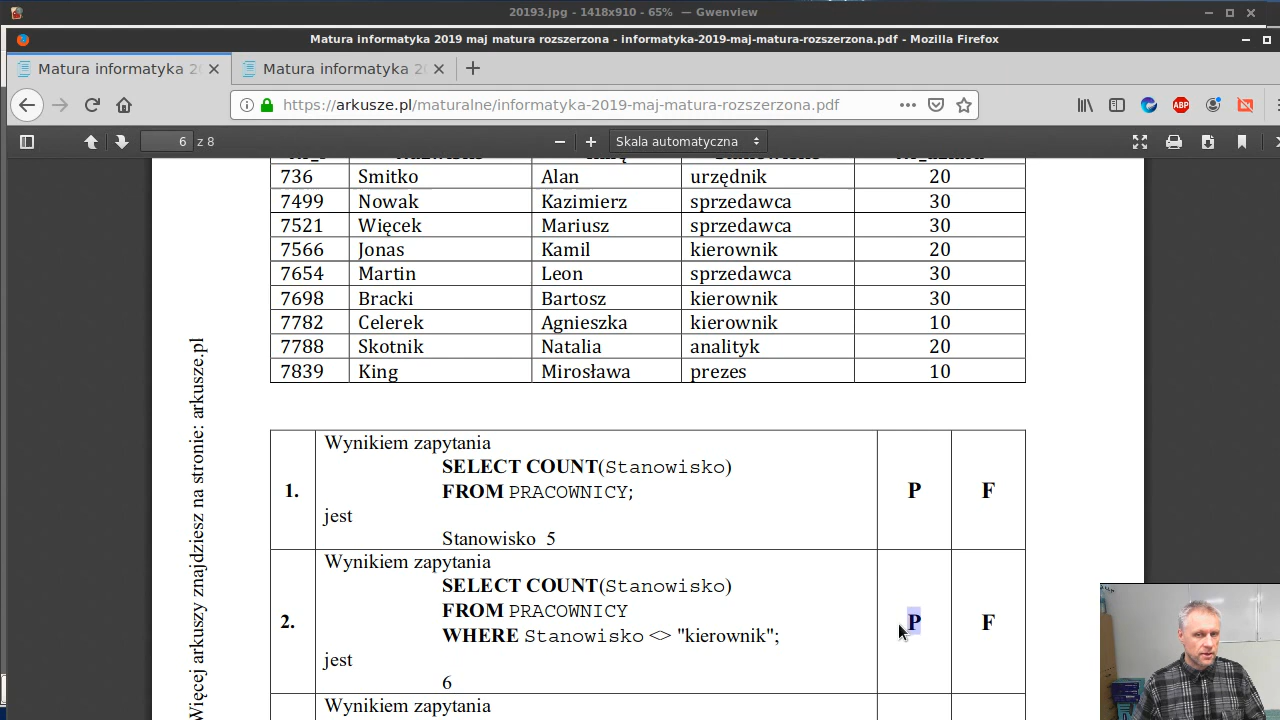 20193.jpg - 1418x910 - 65% — Gwenview
Matura informatyka 2019 maj matura rozszerzona - informatyka-2019-maj-matura-rozszerzona.pdf - Mozilla Firefox
Matura informatyka 20
Matura informatyka 2
https://arkusze.pl/maturalne/informatyka-2019-maj-matura-rozszerzona.pdf
ABP
6 z 8
Skala automatyczna
736 Smitko Alan urzędnik 20
7499 Nowak Kazimierz sprzedawca 30
7521 Więcek Mariusz sprzedawca 30
7566 Jonas Kamil kierownik 20
7654 Martin Leon sprzedawca 30
7698 Bracki Bartosz kierownik 30
7782 Celerek Agnieszka kierownik 10
7788 Skotnik Natalia analityk 20
7839 King Mirosława prezes 10
Więcej arkuszy znajdziesz na stronie: arkusze.pl
1.
Wynikiem zapytania
SELECT COUNT(Stanowisko)
FROM PRACOWNICY;
jest
Stanowisko 5
P F
2.
Wynikiem zapytania
SELECT COUNT(Stanowisko)
FROM PRACOWNICY
WHERE Stanowisko <> "kierownik";
jest
6
P F
Wynikiem zapytania